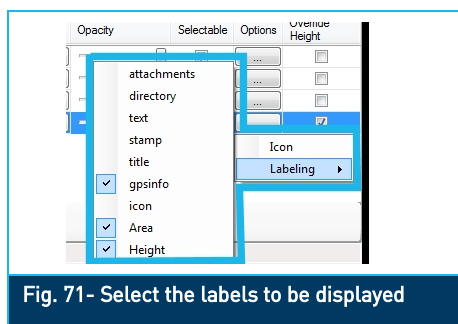 Opacity Selectable Options Override Height
...
...
...
attachments
directory
text
stamp
title
gpsinfo
icon
Area
Height
Icon
Labeling
Fig. 71- Select the labels to be displayed